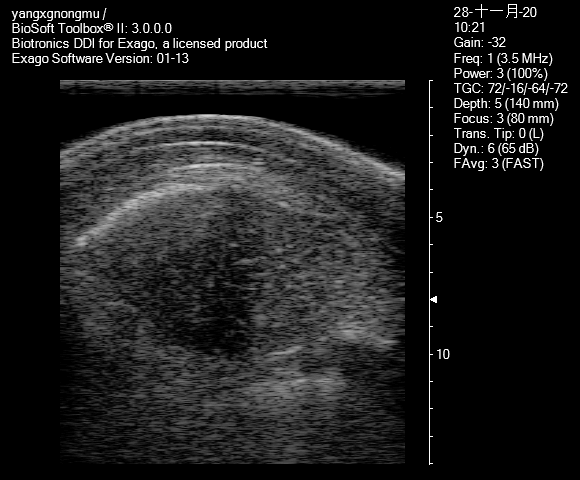 yangxgnongmu /
BioSoft Toolbox® II: 3.0.0.0
Biotronics DDI for Exago, a licensed product
Exago Software Version: 01-13
28-十一月-20
10:21
Gain: -32
Freq: 1 (3.5 MHz)
Power: 3 (100%)
TGC: 72/-16/-64/-72
Depth: 5 (140 mm)
Focus: 3 (80 mm)
Trans. Tip: 0 (L)
Dyn.: 6 (65 dB)
FAvg: 3 (FAST)
5
10